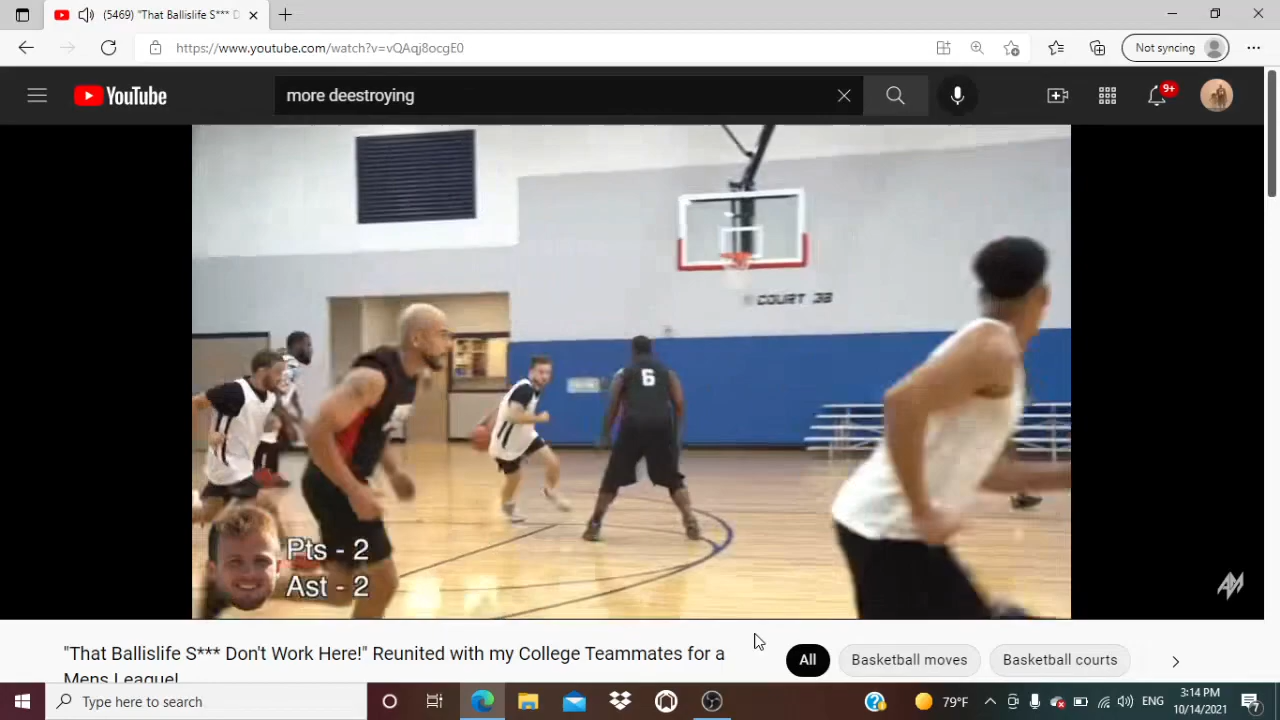 (5469) "That Ballislife S*** D
https://www.youtube.com/watch?v=vQAqj8ocgE0
Not syncing
YouTube
more deestroying
9+
COURT 3B
6
Pts - 2
Ast - 2
AM
"That Ballislife S*** Don't Work Here!" Reunited with my College Teammates for a
Mens League!
All
Basketball moves
Basketball courts
Type here to search
79°F
ENG
3:14 PM
10/14/2021
7